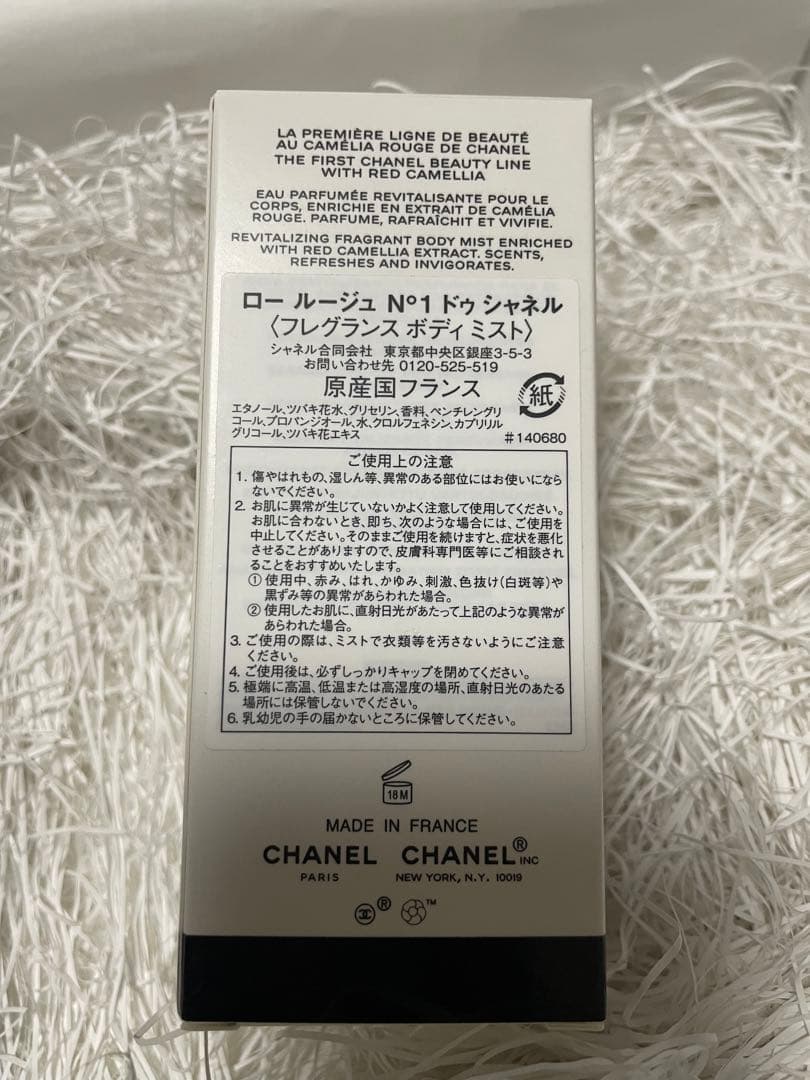 LA PREMIÈRE LIGNE DE BEAUTÉ
AU CAMÉLIA ROUGE DE CHANEL
THE FIRST CHANEL BEAUTY LINE
WITH RED CAMELLIA
EAU PARFUMÉE REVITALISANTE POUR LE
CORPS, ENRICHIE EN EXTRAIT DE CAMÉLIA
ROUGE. PARFUME, RAFRAÎCHIT ET VIVIFIE.
REVITALIZING FRAGRANT BODY MIST ENRICHED
WITH RED CAMELLIA EXTRACT. SCENTS,
REFRESHES AND INVIGORATES.
ロー ルージュ N°1 ドゥ シャネル
〈フレグランス ボディ ミスト〉
シャネル合同会社 東京都中央区銀座3-5-3
お問い合わせ先 0120-525-519
原産国フランス
紙
エタノール、ツバキ花水、グリセリン、香料、ペンチレングリ
コール、プロパンジオール、水、クロルフェネシン、カプリリル
グリコール、ツバキ花エキス
#140680
ご使用上の注意
1. 傷やはれもの、湿しん等、異常のある部位にはお使いになら
ないでください。
2. お肌に異常が生じていないかよく注意して使用してください。
お肌に合わないとき、即ち、次のような場合には、ご使用を
中止してください。そのままご使用を続けますと、症状を悪化
させることがありますので、皮膚科専門医等にご相談され
ることをおすすめいたします。
① 使用中、赤み、はれ、かゆみ、刺激、色抜け(白斑等)や
黒ずみ等の異常があらわれた場合。
② 使用したお肌に、直射日光があたって上記のような異常が
あらわれた場合。
3. ご使用の際は、ミストで衣類等を汚さないようにご注意
ください。
4. ご使用後は、必ずしっかりキャップを閉めてください。
5. 極端に高温、低温または高湿度の場所、直射日光のあたる
場所には保管しないでください。
6. 乳幼児の手の届かないところに保管してください。
18M
MADE IN FRANCE
CHANEL CHANEL® INC
PARIS NEW YORK, N.Y. 10019
® ™